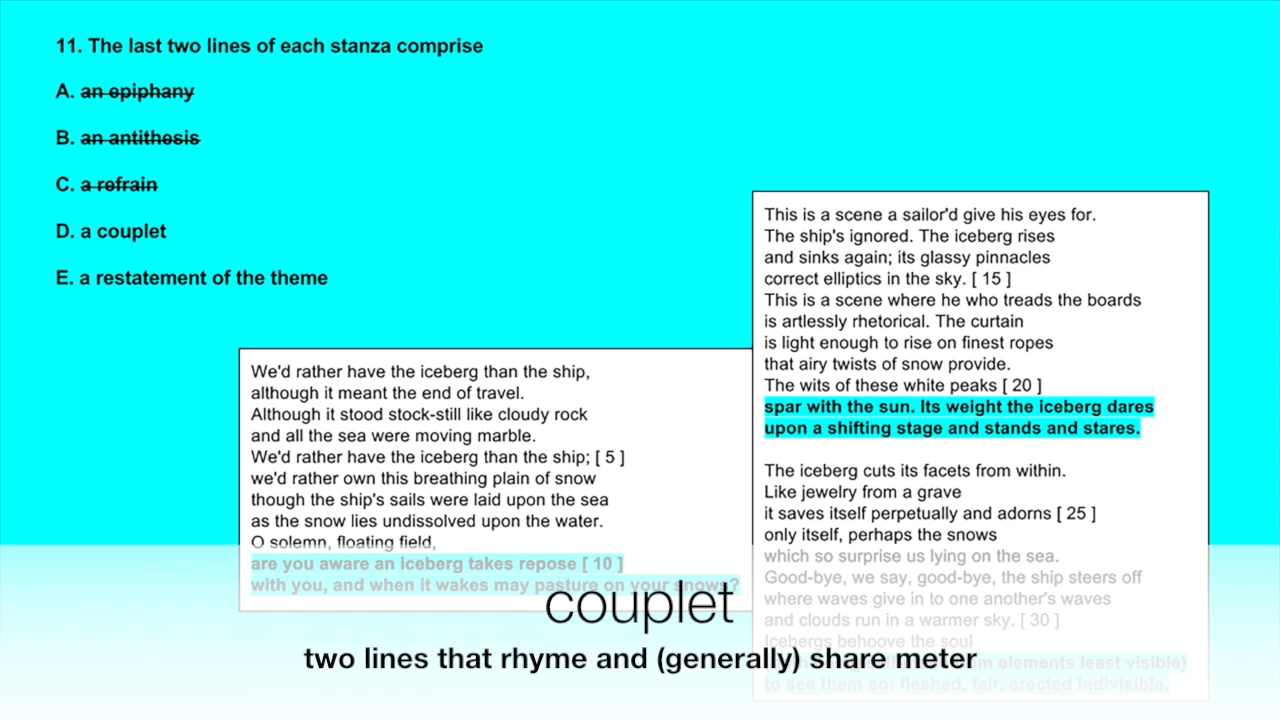 11. The last two lines of each stanza comprise
A. an epiphany
B. an antithesis
C. a refrain
D. a couplet
E. a restatement of the theme
We'd rather have the iceberg than the ship,
although it meant the end of travel.
Although it stood stock-still like cloudy rock
and all the sea were moving marble.
We'd rather have the iceberg than the ship; [ 5 ]
we'd rather own this breathing plain of snow
though the ship's sails were laid upon the sea
as the snow lies undissolved upon the water.
O solemn, floating field,
are you aware an iceberg takes repose [ 10 ]
with you, and when it wakes may pasture on your snows?
This is a scene a sailor'd give his eyes for.
The ship's ignored. The iceberg rises
and sinks again; its glassy pinnacles
correct elliptics in the sky. [ 15 ]
This is a scene where he who treads the boards
is artlessly rhetorical. The curtain
is light enough to rise on finest ropes
that airy twists of snow provide.
The wits of these white peaks [ 20 ]
spar with the sun. Its weight the iceberg dares
upon a shifting stage and stands and stares.
The iceberg cuts its facets from within.
Like jewelry from a grave
it saves itself perpetually and adorns [ 25 ]
only itself, perhaps the snows
which so surprise us lying on the sea.
Good-bye, we say, good-bye, the ship steers off
where waves give in to one another's waves
and clouds run in a warmer sky. [ 30 ]
Icebergs behoove the soul
elements least visible)
to see them so: fleshed, fair, erected indivisible.
couplet
two lines that rhyme and (generally) share meter